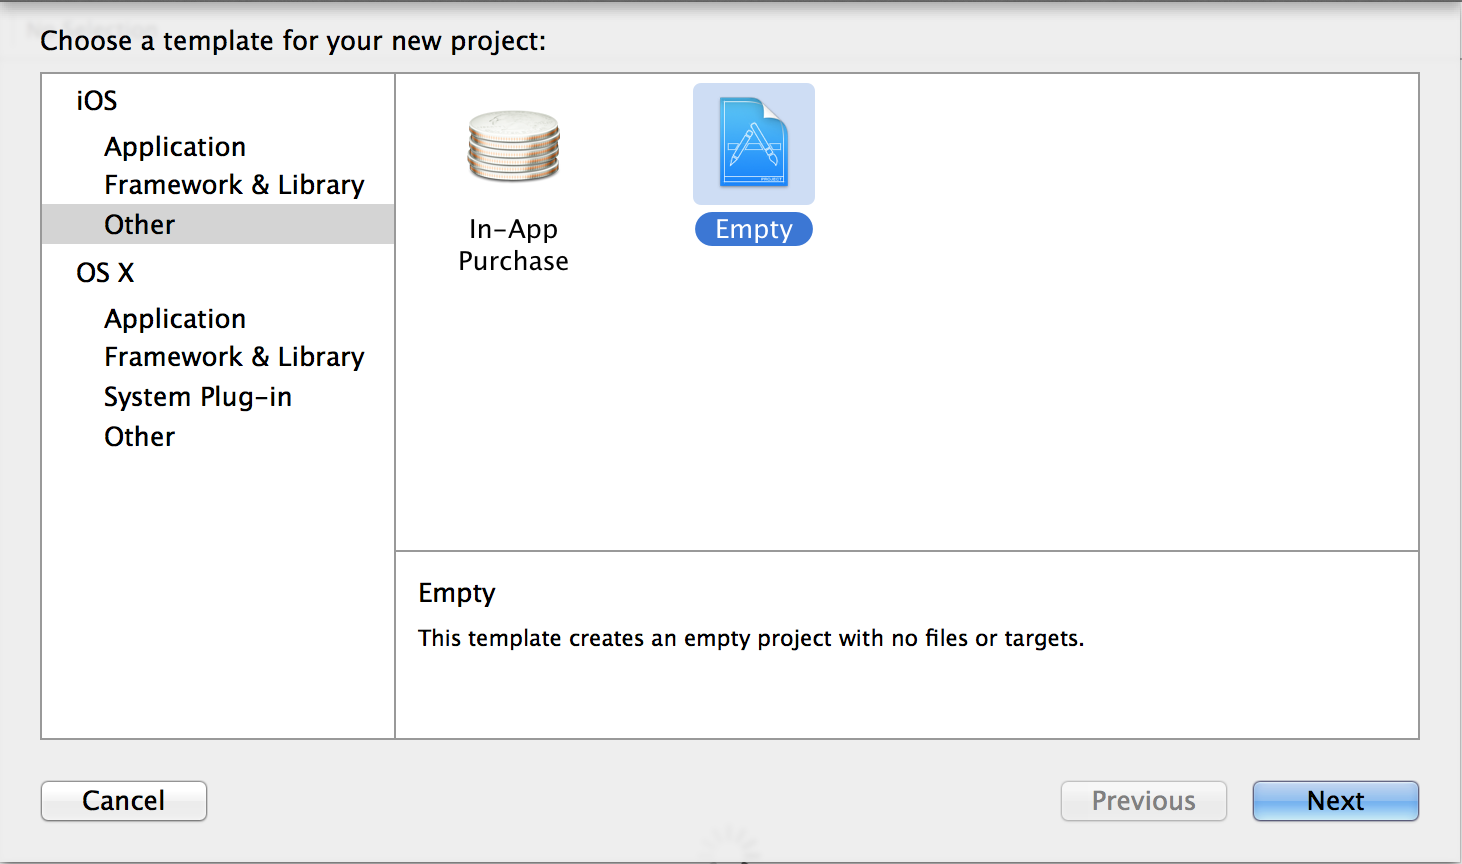 Choose a template for your new project:
iOS
Application
Framework & Library
Other
OS X
Application
Framework & Library
System Plug-in
Other
In-App
Purchase
PROJECT
Empty
Empty
This template creates an empty project with no files or targets.
Cancel
Previous
Next